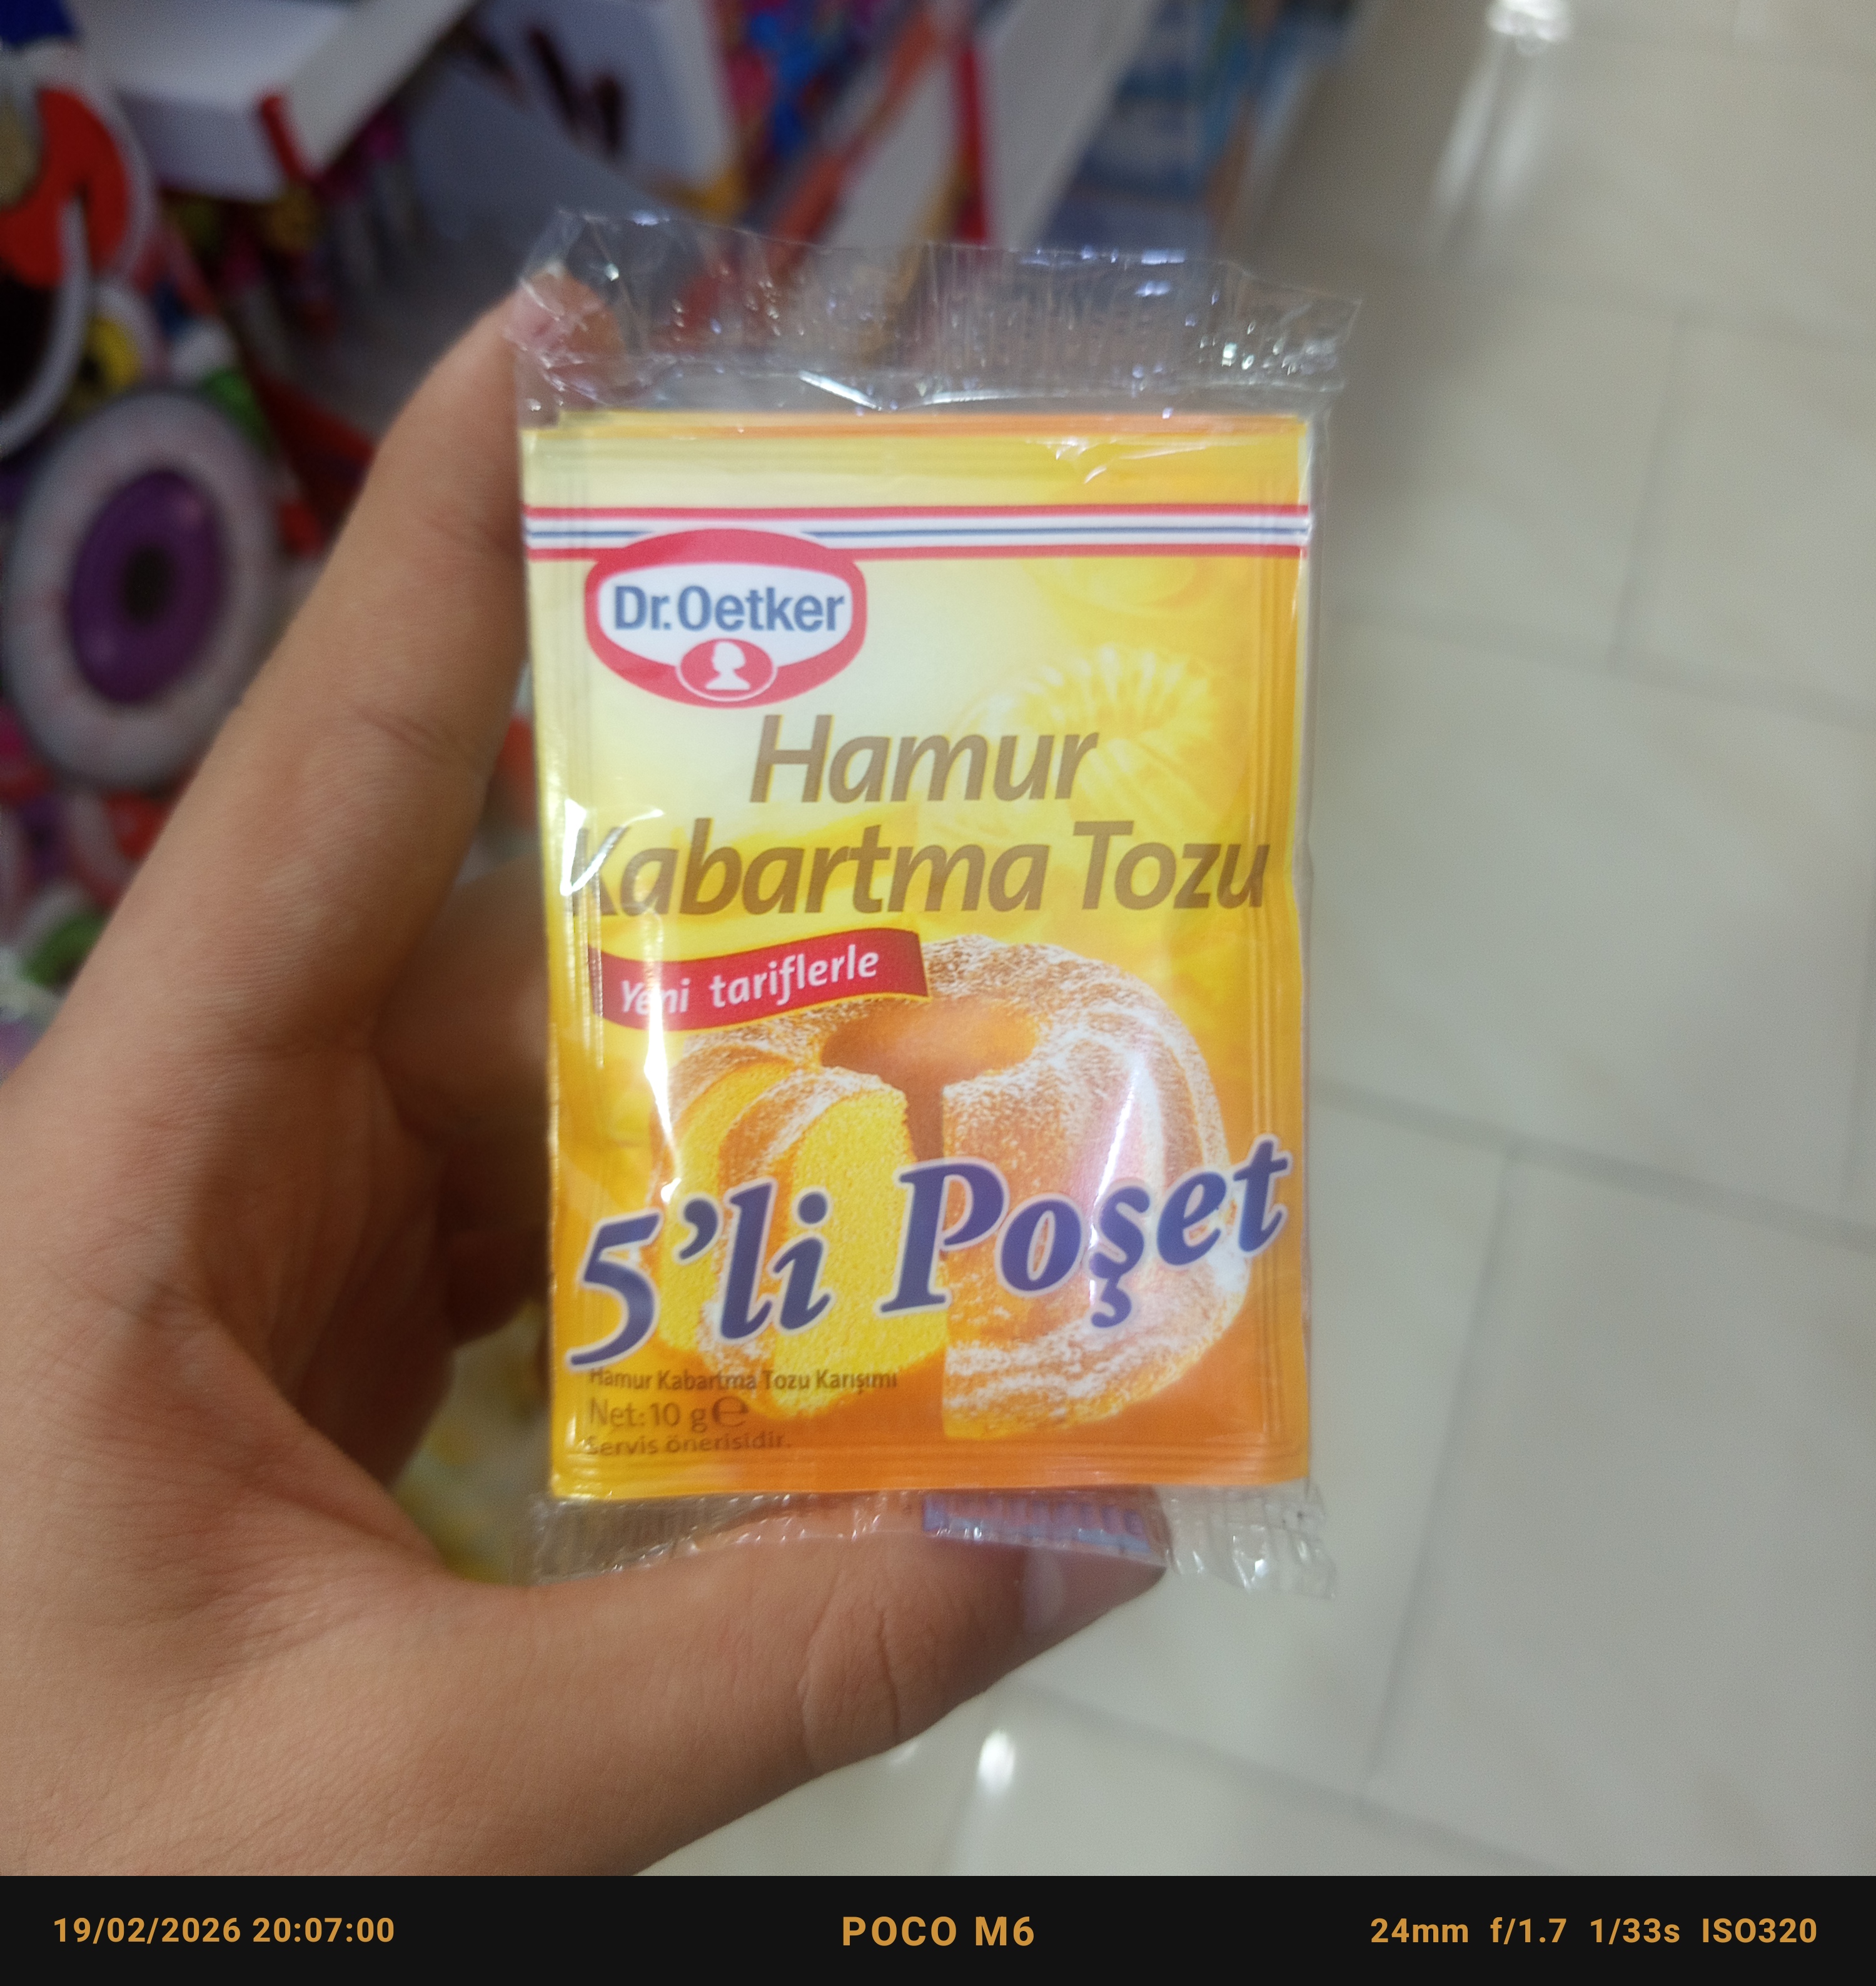 Dr.Oetker
Hamur
Kabartma Tozu
Yeni tariflerle
5'li Poşet
Hamur Kabartma Tozu Karışımı
Net:10 g℮
Servis önerisidir.
19/02/2026 20:07:00
POCO M6
24mm f/1.7 1/33s ISO320